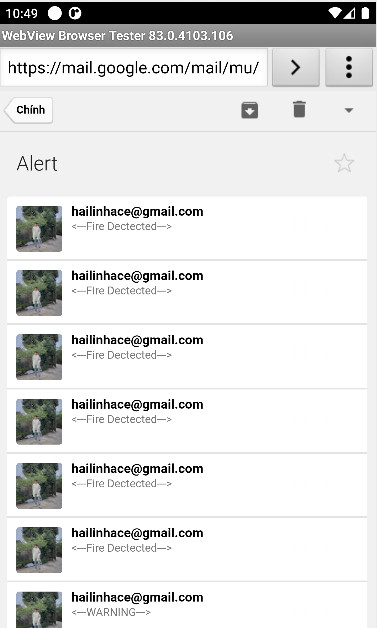 10:49
WebView Browser Tester 83.0.4103.106
https://mail.google.com/mail/mu/
Chính
Alert
hailinhace@gmail.com
<---Fire Dectected--->
hailinhace@gmail.com
<---Fire Dectected--->
hailinhace@gmail.com
<---Fire Dectected--->
hailinhace@gmail.com
<---Fire Dectected--->
hailinhace@gmail.com
<---Fire Dectected--->
hailinhace@gmail.com
<---Fire Dectected--->
hailinhace@gmail.com
<---WARNING--->